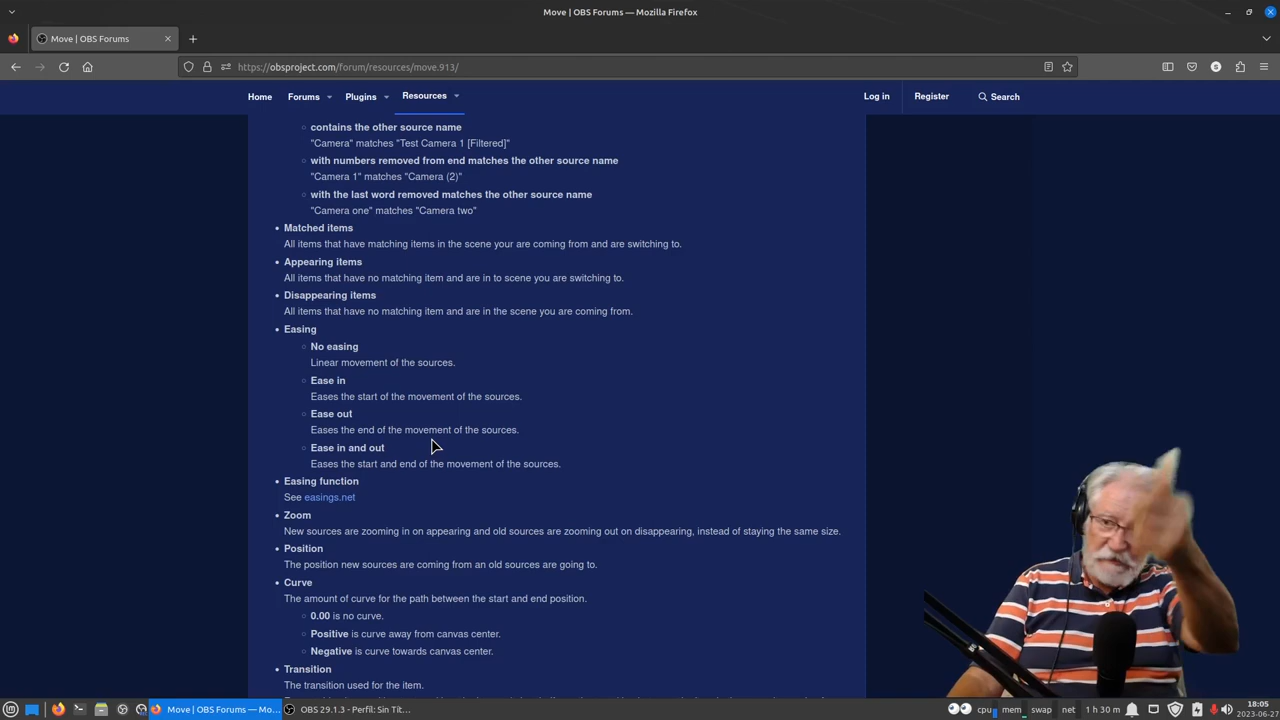 Move | OBS Forums — Mozilla Firefox
Move | OBS Forums
https://obsproject.com/forum/resources/move.913/
Home Forums Plugins Resources Log in Register Search
contains the other source name
"Camera" matches "Test Camera 1 [Filtered]"
with numbers removed from end matches the other source name
"Camera 1" matches "Camera (2)"
with the last word removed matches the other source name
"Camera one" matches "Camera two"
Matched items
All items that have matching items in the scene your are coming from and are switching to.
Appearing items
All items that have no matching item and are in to scene you are switching to.
Disappearing items
All items that have no matching item and are in the scene you are coming from.
Easing
No easing
Linear movement of the sources.
Ease in
Eases the start of the movement of the sources.
Ease out
Eases the end of the movement of the sources.
Ease in and out
Eases the start and end of the movement of the sources.
Easing function
See easings.net
Zoom
New sources are zooming in on appearing and old sources are zooming out on disappearing, instead of staying the same size.
Position
The position new sources are coming from an old sources are going to.
Curve
The amount of curve for the path between the start and end position.
0.00 is no curve.
Positive is curve away from canvas center.
Negative is curve towards canvas center.
Transition
The transition used for the item.
Move | OBS Forums — Mo... OBS 29.1.3 - Perfil: Sin Tít... cpu mem swap net 1 h 30 m 18:05
2023-06-27